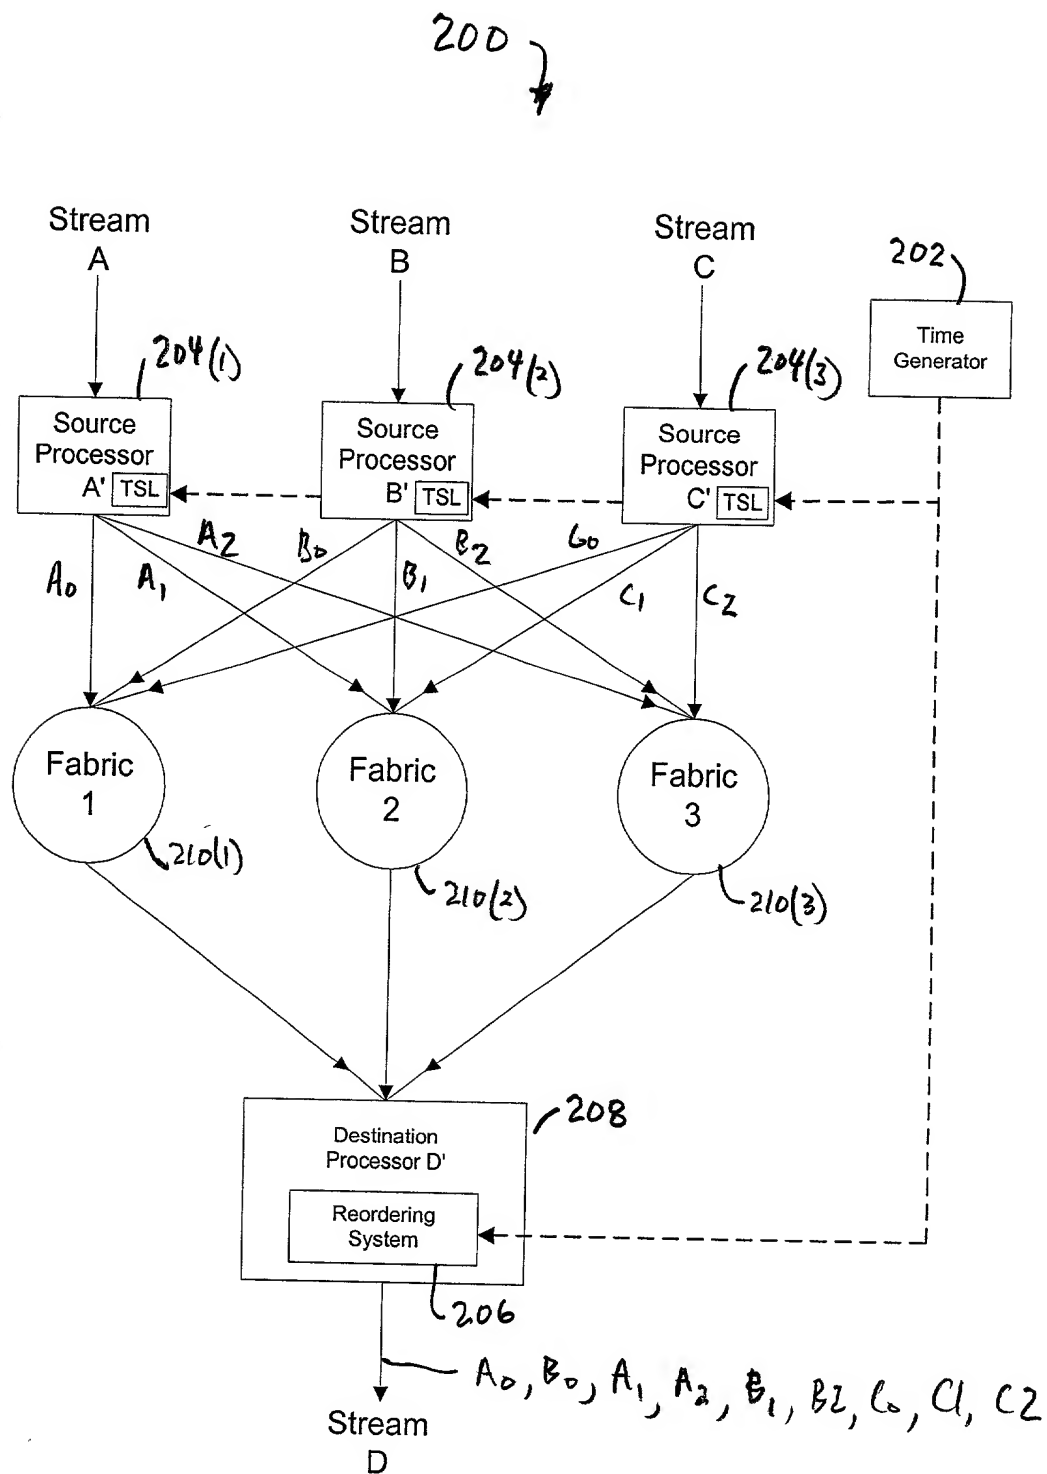 200
Stream
A
Stream
B
Stream
C
202
Time
Generator
204(1)
204(2)
204(3)
Source
Processor
A' TSL
Source
Processor
B' TSL
Source
Processor
C' TSL
A0
A1
A2
B0
B1
B2
C0
C1
C2
Fabric
1
Fabric
2
Fabric
3
210(1)
210(2)
210(3)
208
Destination
Processor D'
Reordering
System
206
A0, B0, A1, A2, B1, B2, C0, C1, C2
Stream
D